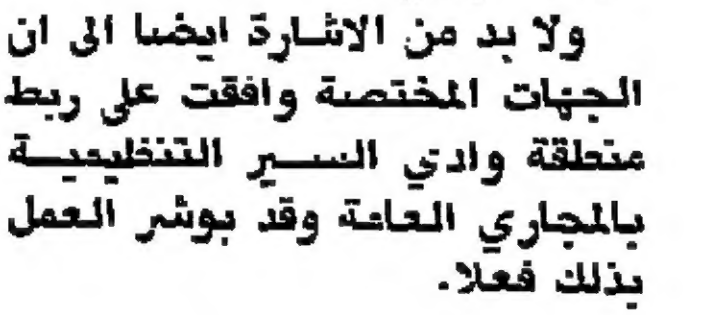 ولا بد من الاشارة ايضا الى ان
الجهات المختصة وافقت على ربط
منطقة وادي السير التنظيمية
بالمجاري العامة وقد بوشر العمل
بذلك فعلا.